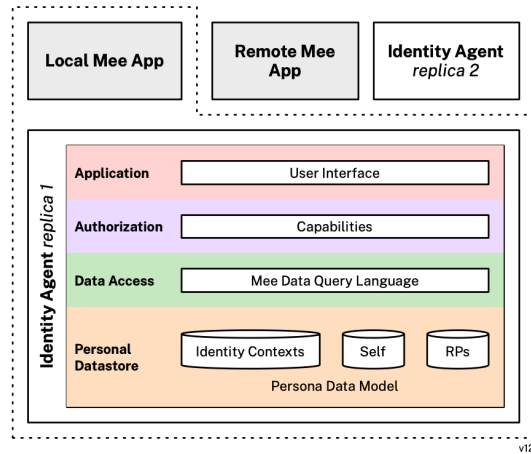 Local Mee App
Remote Mee
App
Identity Agent
replica 2
Identity Agent replica 1
Application
User Interface
Authorization
Capabilities
Data Access
Mee Data Query Language
Personal
Datastore
Identity Contexts
Self
RPs
Persona Data Model
v12